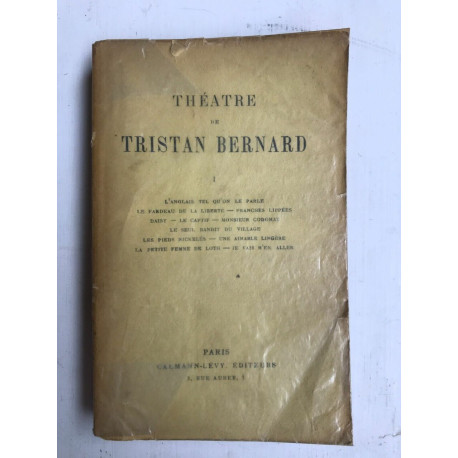 THÉATRE
DE
TRISTAN BERNARD
I
L'ANGLAIS TEL QU'ON LE PARLE
LE FARDEAU DE LA LIBERTÉ — FRANCHES LIPPÉES
DAISY — LE CAPTIF — MONSIEUR CODOMAT
LE SEUL BANDIT DU VILLAGE
LES PIEDS NICKELÉS — UNE AIMABLE LINGÈRE
LA PETITE FEMME DE LOTH — JE VAIS M'EN ALLER
PARIS
CALMANN-LÉVY, ÉDITEURS
3, RUE AUBER, 3